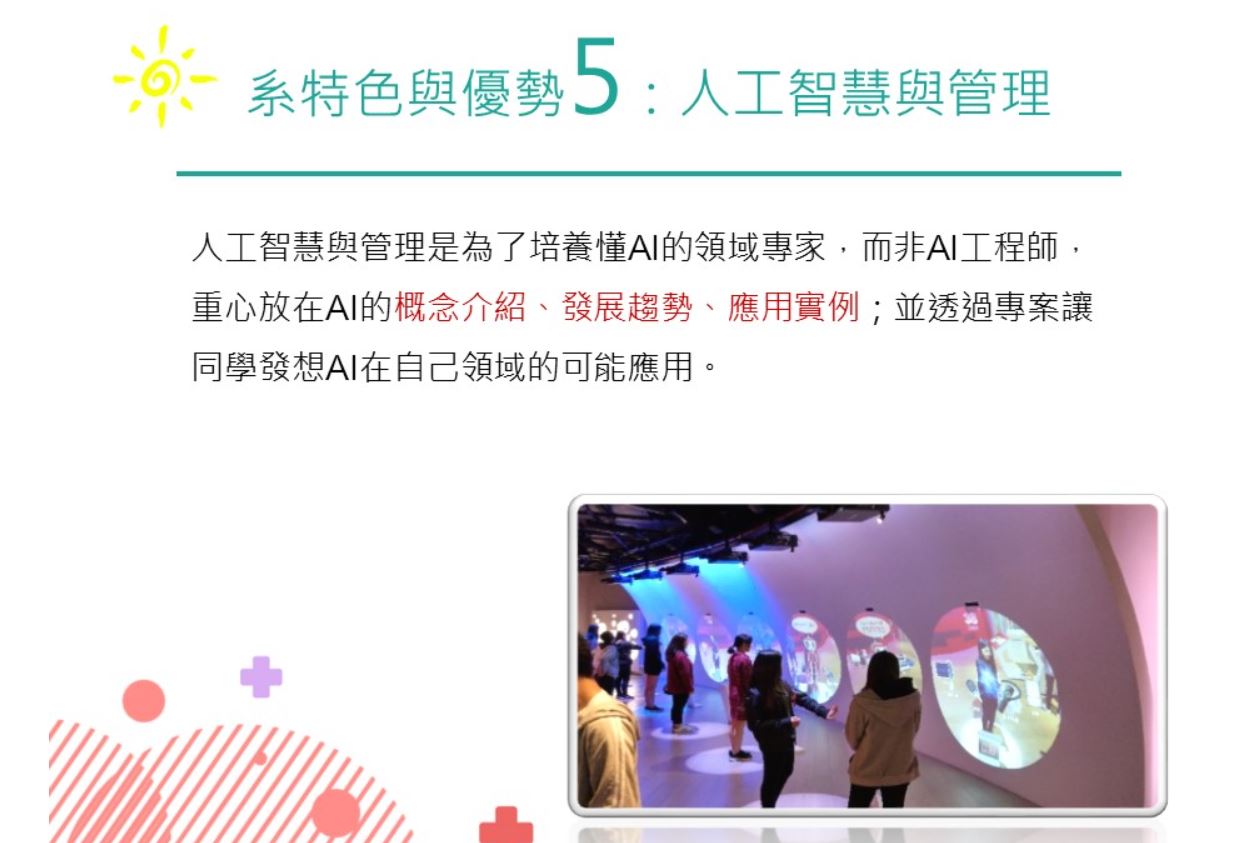 系特色與優勢5：人工智慧與管理
人工智慧與管理是為了培養懂AI的領域專家，而非AI工程師，
重心放在AI的概念介紹、發展趨勢、應用實例；並透過專案讓
同學發想AI在自己領域的可能應用。